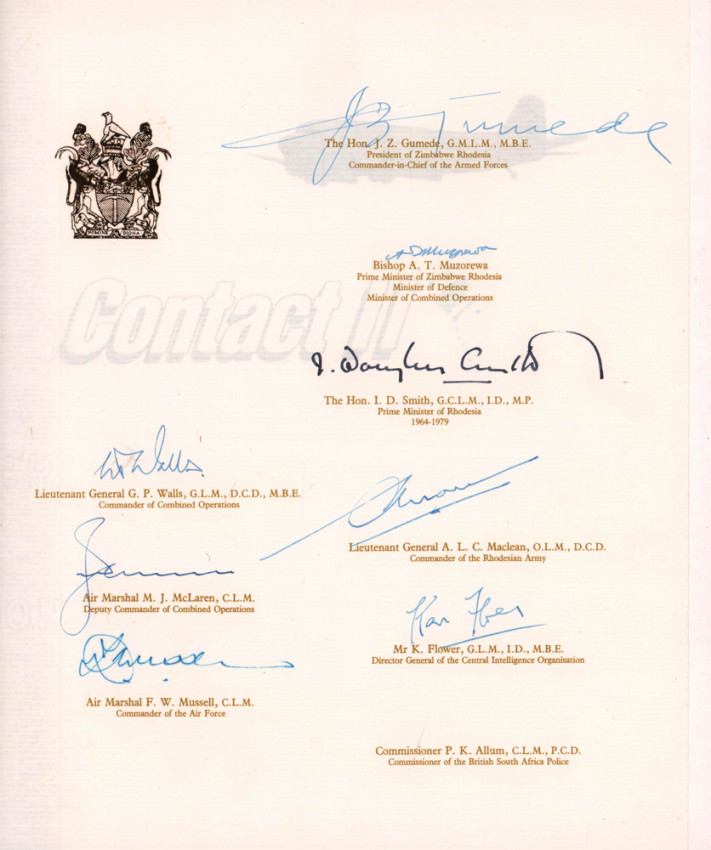 The Hon. J. Z. Gumede, G.M.L.M., M.B.E.
President of Zimbabwe Rhodesia
Commander-in-Chief of the Armed Forces
A D Muzorewa
Bishop A. T. Muzorewa
Prime Minister of Zimbabwe Rhodesia
Minister of Defence
Minister of Combined Operations
Contact II
I. Douglas Smith
The Hon. I. D. Smith, G.C.L.M., I.D., M.P.
Prime Minister of Rhodesia
1964-1979
Walls
Lieutenant General G. P. Walls, G.L.M., D.C.D., M.B.E.
Commander of Combined Operations
Lieutenant General A. L. C. Maclean, O.L.M., D.C.D.
Commander of the Rhodesian Army
Air Marshal M. J. McLaren, C.L.M.
Deputy Commander of Combined Operations
Mr K. Flower, G.L.M., I.D., M.B.E.
Director General of the Central Intelligence Organisation
Air Marshal F. W. Mussell, C.L.M.
Commander of the Air Force
Commissioner P. K. Allum, C.L.M., P.C.D.
Commissioner of the British South Africa Police